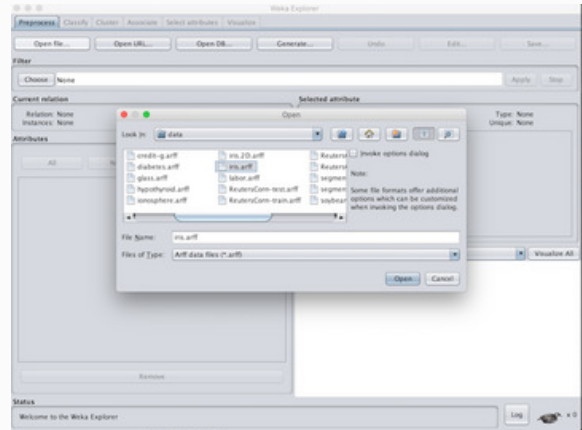 Weka Explorer
Preprocess Classify Cluster Associate Select attributes Visualize
Open file... Open URL... Open DB... Generate... Undo Edit... Save...
Filter
Choose None Apply Stop
Current relation Selected attribute
Relation: None Type: None
Instances: None Unique: None
Attributes
All
Open
Look In: data
credit-g.arff iris.2D.arff Reuters
diabetes.arff iris.arff Reuters
glass.arff labor.arff segmen
hypothyroid.arff ReutersCorn-test.arff segmen
ionosphere.arff ReutersCorn-train.arff soybean
Invoke options dialog
Note:
Some file formats offer additional
options which can be customized
when invoking the options dialog.
File Name: iris.arff
Files of Type: Arff data files (*.arff)
Open Cancel
Visualize All
Remove
Status
Welcome to the Weka Explorer
Log x 0